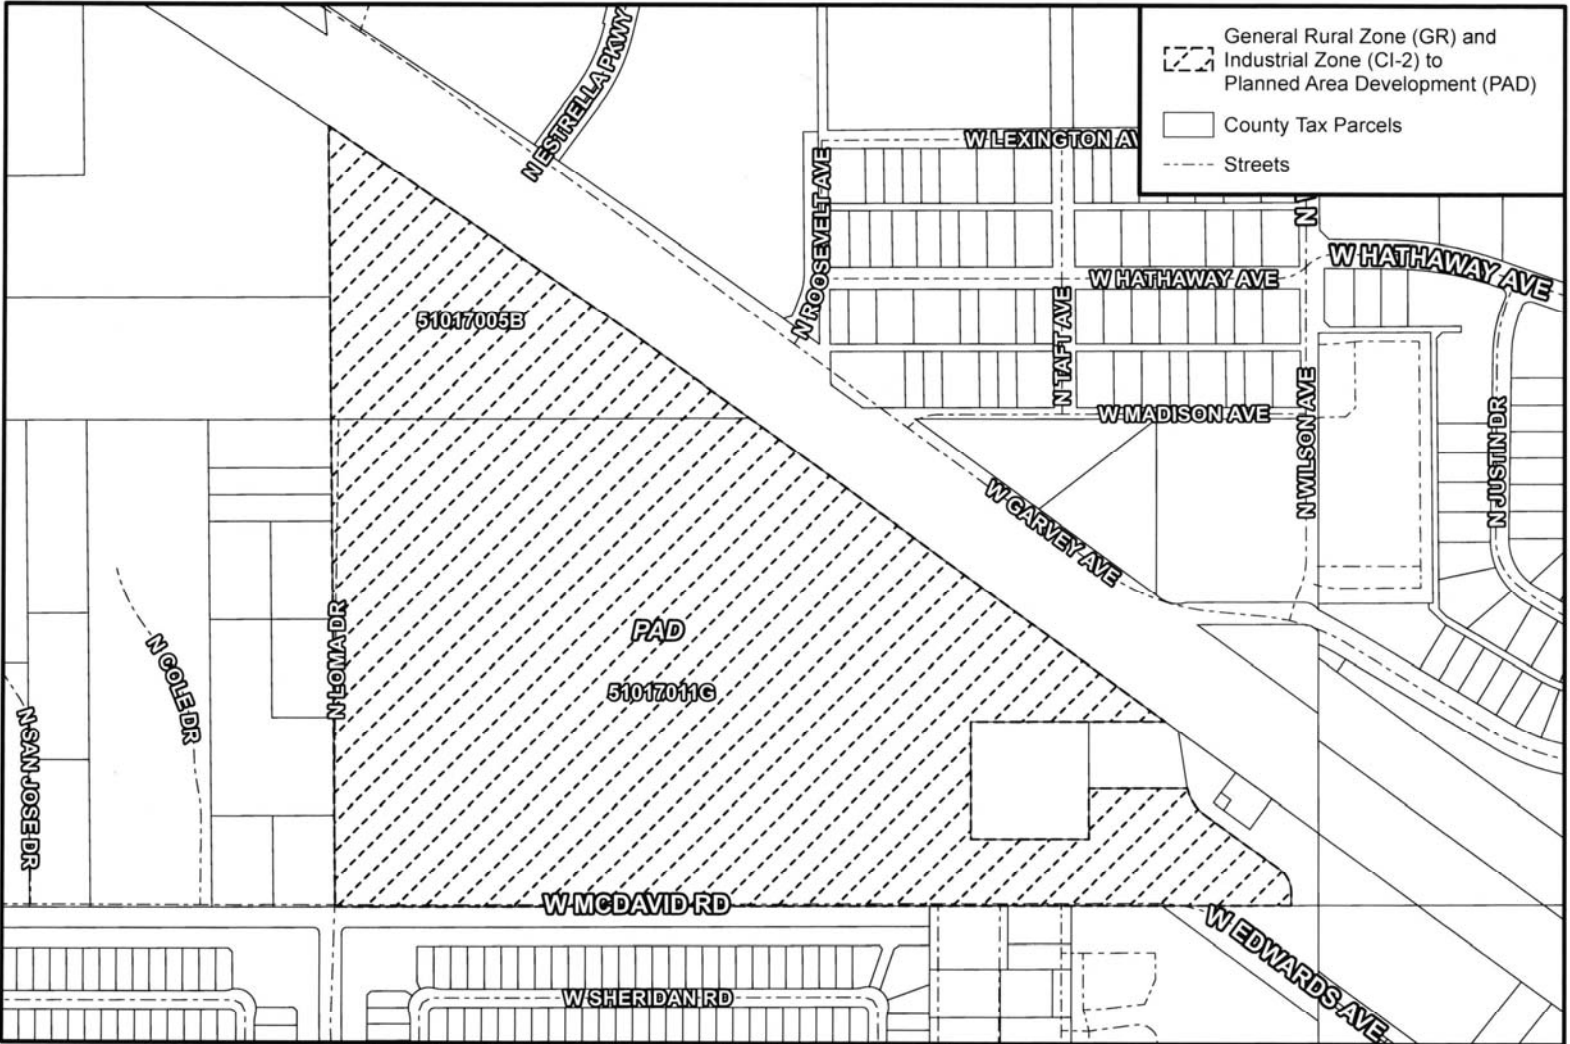 General Rural Zone (GR) and
Industrial Zone (CI-2) to
Planned Area Development (PAD)
County Tax Parcels
Streets
N ESTRELLA PKWY
W LEXINGTON AV
N ROOSEVELT AVE
N
W HATHAWAY AVE
W HATHAWAY AVE
51017005B
N TAFT AVE
W MADISON AVE
N WILSON AVE
N JUSTIN DR
W GARVEY AVE
PAD
51017011G
N LOMA DR
N COLE DR
N SAN JOSE DR
W MCDAVID RD
W EDWARDS AVE
W SHERIDAN RD